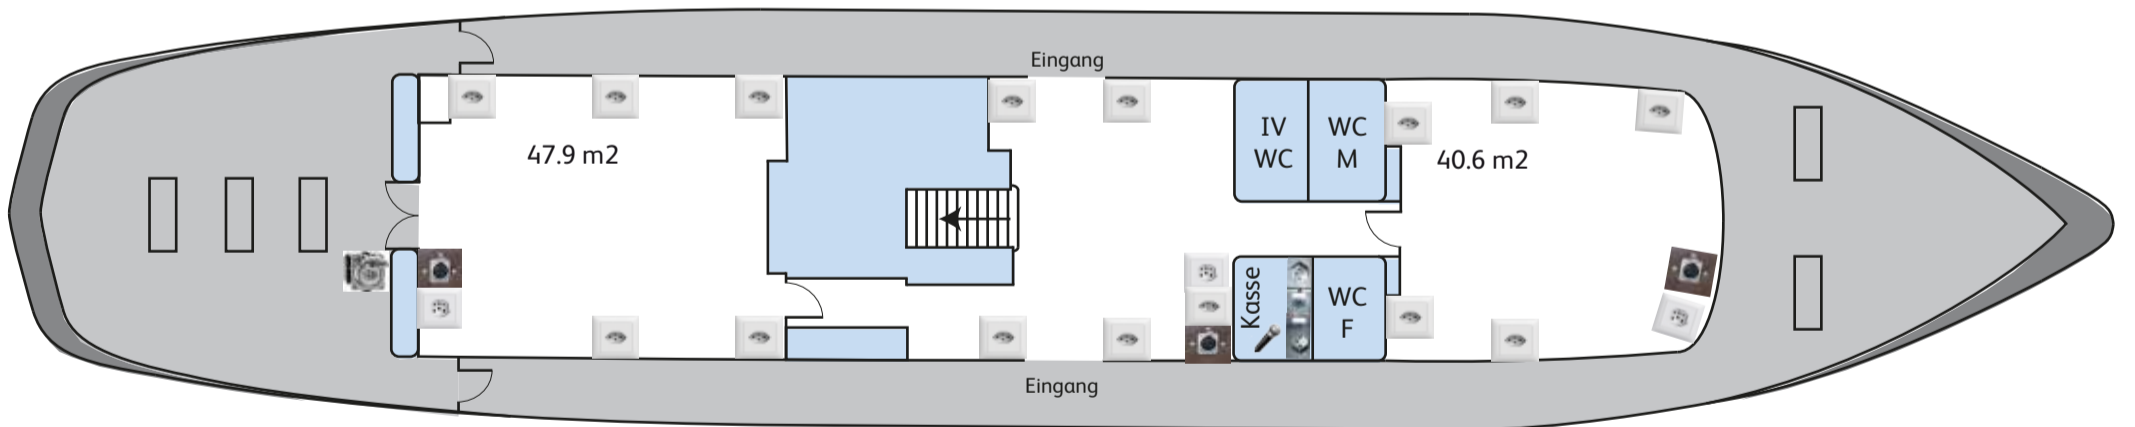 Eingang
47.9 m2
IV
WC
WC
M
40.6 m2
Kasse
WC
F
Eingang